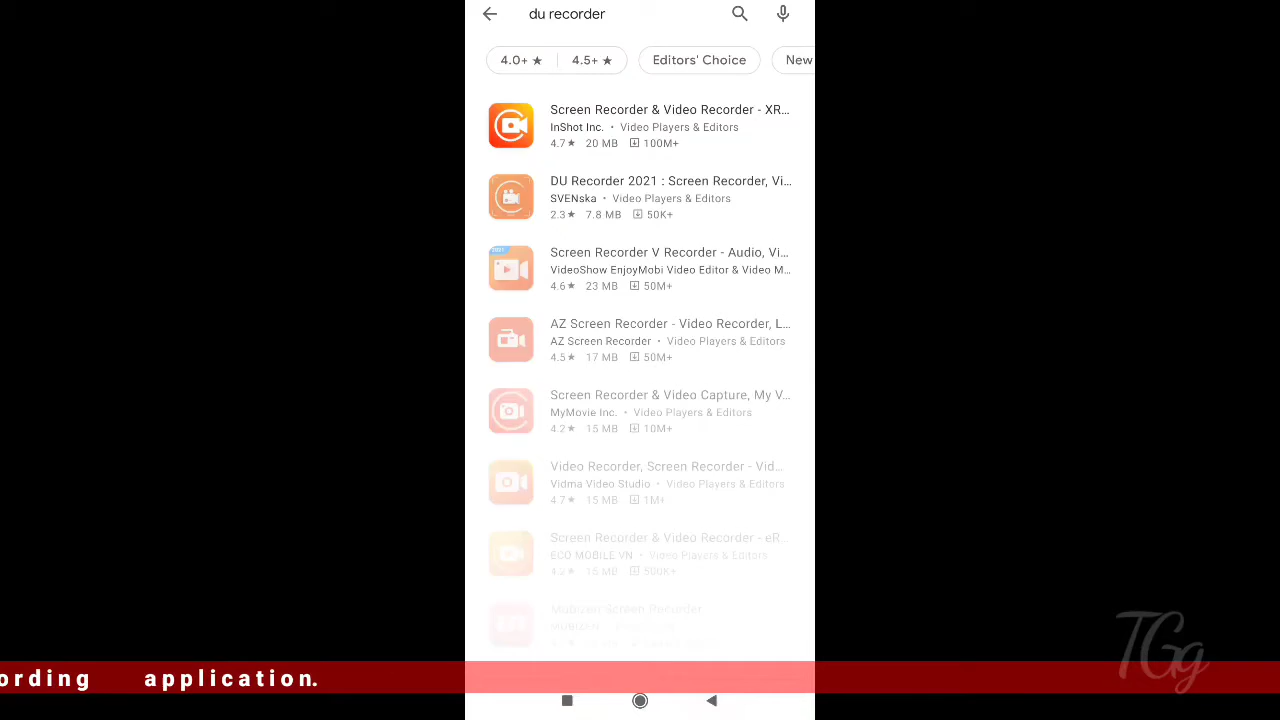 du recorder
4.0+ ★ 4.5+ ★ Editors' Choice New
Screen Recorder & Video Recorder - XR...
InShot Inc. • Video Players & Editors
4.7★ 20 MB 100M+
DU Recorder 2021 : Screen Recorder, Vi...
SVENska • Video Players & Editors
2.3★ 7.8 MB 50K+
2021
Screen Recorder V Recorder - Audio, Vi...
VideoShow EnjoyMobi Video Editor & Video M...
4.6★ 23 MB 50M+
AZ Screen Recorder - Video Recorder, L...
AZ Screen Recorder • Video Players & Editors
4.5★ 17 MB 50M+
Screen Recorder & Video Capture, My V...
MyMovie Inc. • Video Players & Editors
4.2★ 15 MB 10M+
Video Recorder, Screen Recorder - Vid...
Vidma Video Studio • Video Players & Editors
4.7★ 15 MB 1M+
Screen Recorder & Video Recorder - eR...
ECO MOBILE VN • Video Players & Editors
15 MB 500K+
Mobizen Screen Recorder
MOBIZEN
ording application.
TGg